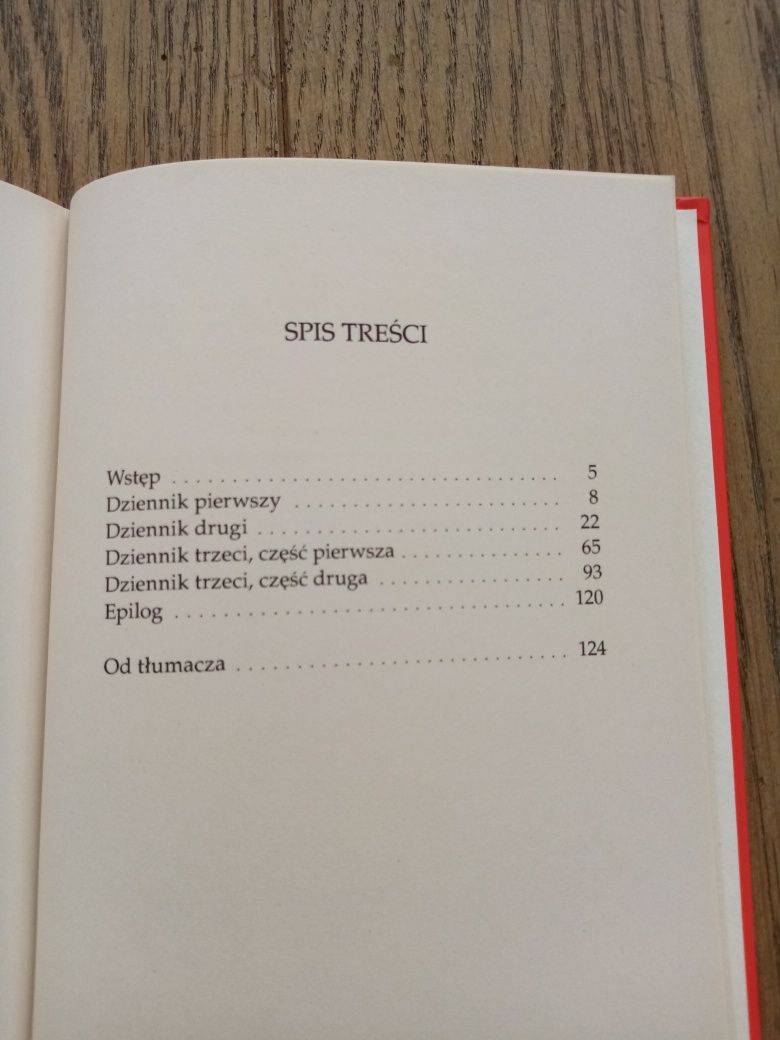 SPIS TREŚCI
Wstęp . . . . . . . . . . . . . . . . . . . . . . . . . . . . . . . . 5
Dziennik pierwszy . . . . . . . . . . . . . . . . . . . . . . 8
Dziennik drugi . . . . . . . . . . . . . . . . . . . . . . . . . 22
Dziennik trzeci, część pierwsza . . . . . . . . . . . . . . 65
Dziennik trzeci, część druga . . . . . . . . . . . . . . . . 93
Epilog . . . . . . . . . . . . . . . . . . . . . . . . . . . . . . . . 120
Od tłumacza . . . . . . . . . . . . . . . . . . . . . . . . . . . 124